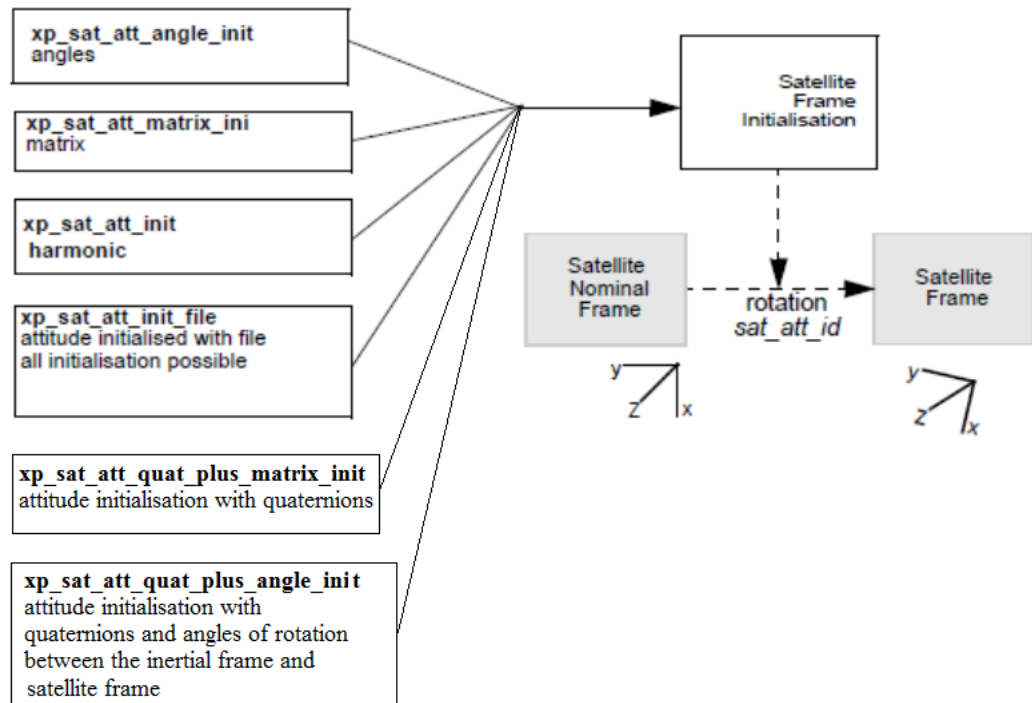 xp_sat_att_angle_init
angles
xp_sat_att_matrix_ini
matrix
xp_sat_att_init
harmonic
xp_sat_att_init_file
attitude initialised with file
all initialisation possible
xp_sat_att_quat_plus_matrix_init
attitude initialisation with quaternions
xp_sat_att_quat_plus_angle_init
attitude initialisation with
quaternions and angles of rotation
between the inertial frame and
satellite frame
Satellite
Frame
Initialisation
Satellite
Nominal
Frame
rotation
sat_att_id
Satellite
Frame
y
Z
x
y
z
x